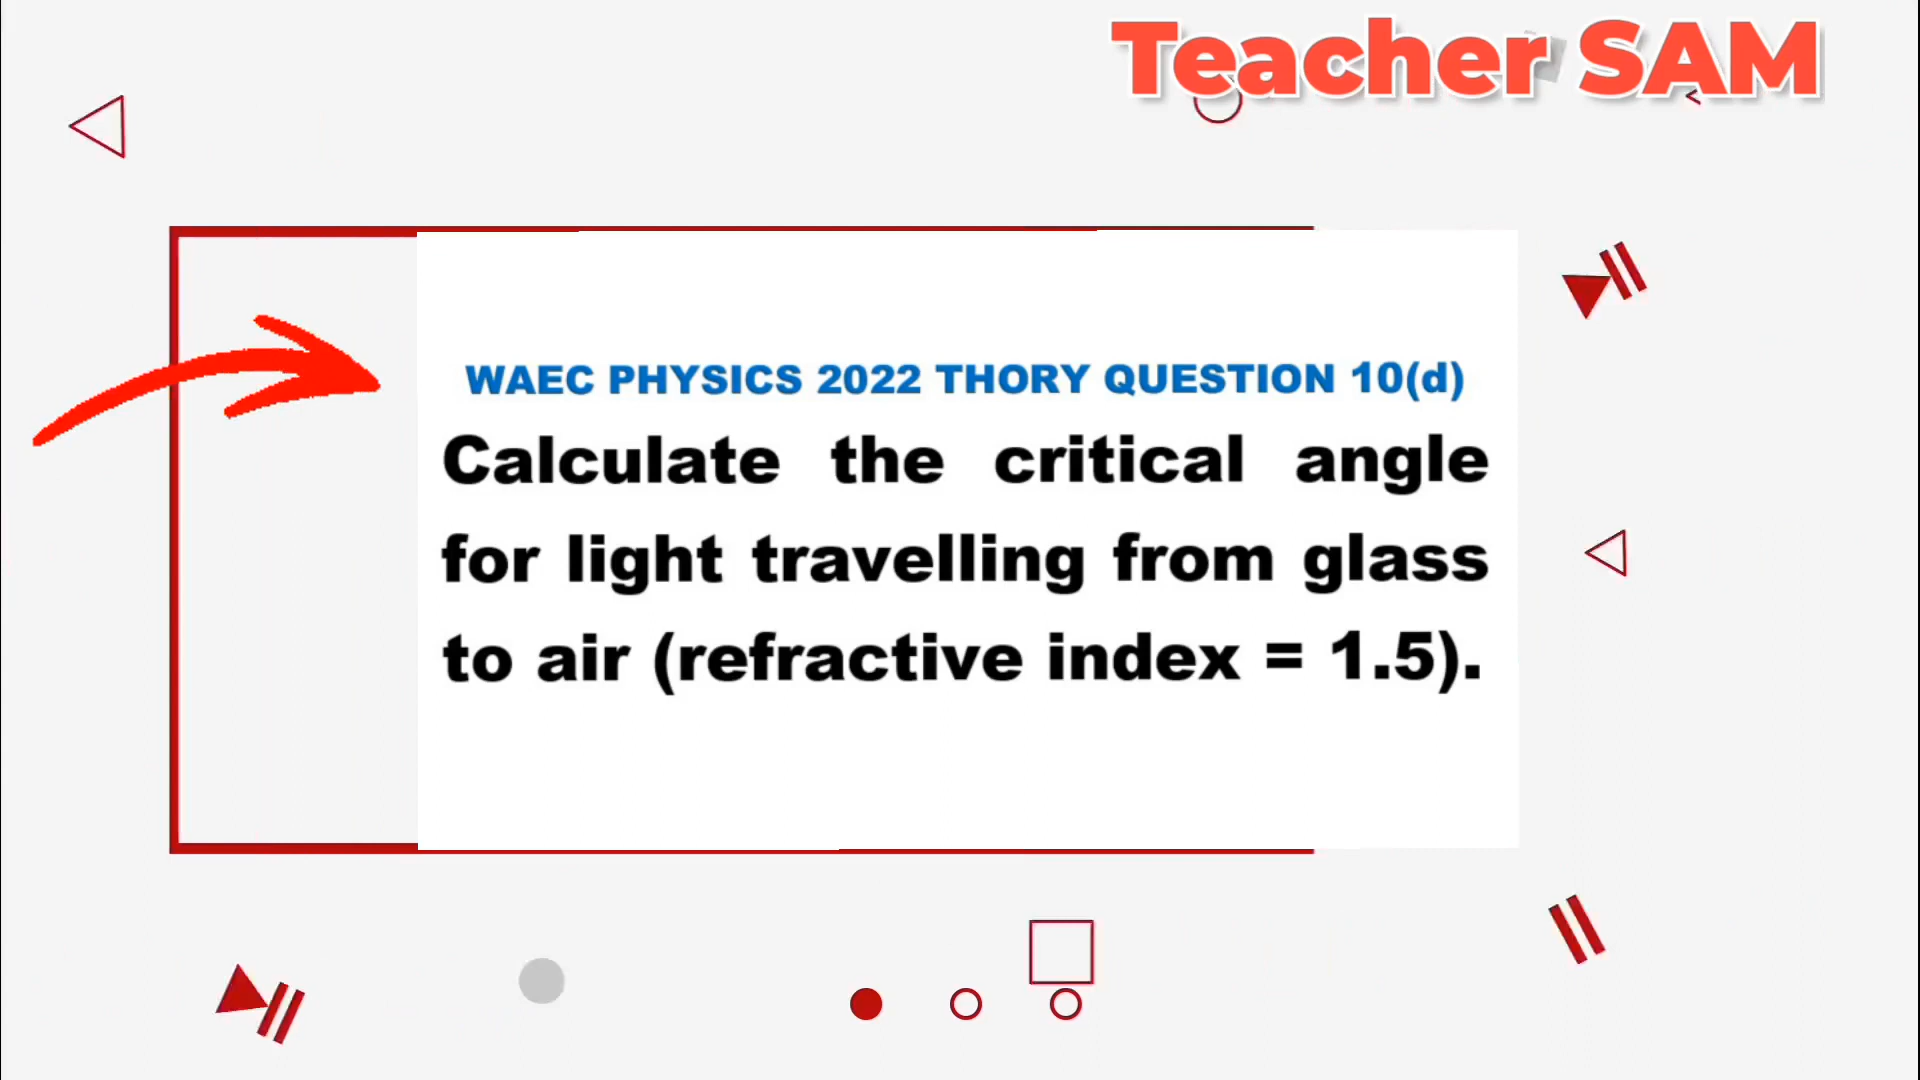 Teacher SAM
WAEC PHYSICS 2022 THORY QUESTION 10(d)
Calculate the critical angle
for light travelling from glass
to air (refractive index = 1.5).